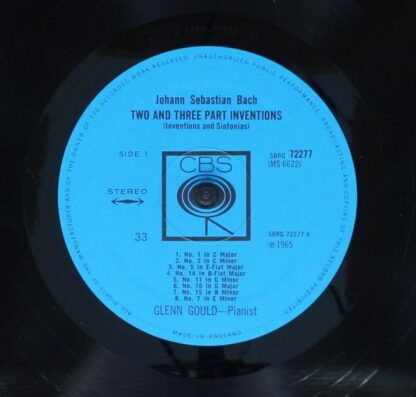 ALL RIGHTS OF THE MANUFACTURER AND OF THE OWNER OF THE RECORDED WORK RESERVED. UNAUTHORIZED PUBLIC PERFORMANCE, BROADCASTING AND COPYING OF THIS RECORD PROHIBITED
Johann Sebastian Bach
TWO AND THREE PART INVENTIONS
(Inventions and Sinfonias)
SIDE 1
SBRG 72277
(MS 6622)
CBS
STEREO
33
SBRG 72277 A
℗ 1965
1. No. 1 in C Major
2. No. 2 in C Minor
3. No. 5 in E-Flat Major
4. No. 14 in B-Flat Major
5. No. 11 in G Minor
6. No. 10 in G Major
7. No. 15 in B Minor
8. No. 7 in E Minor
GLENN GOULD—Pianist
MADE IN ENGLAND